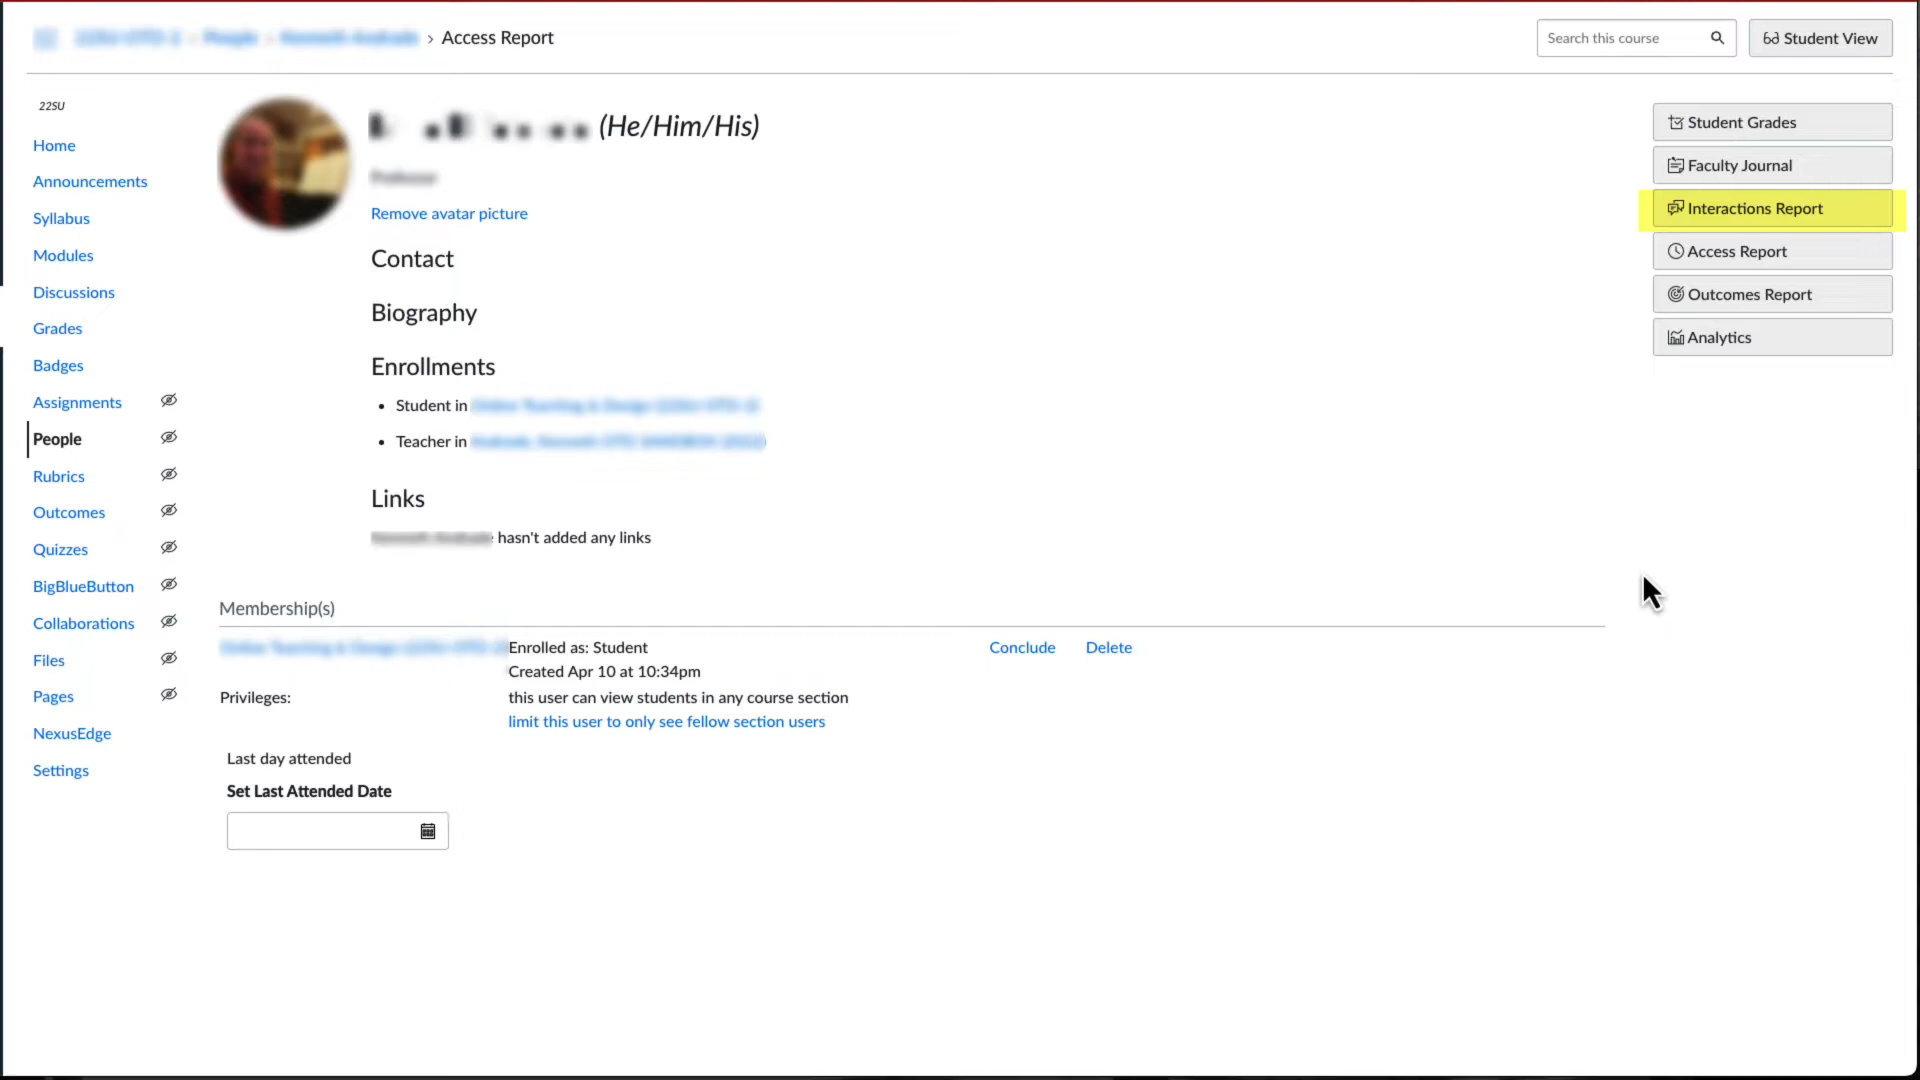 › Access Report
Search this course
Student View
22SU
Home
Announcements
Syllabus
Modules
Discussions
Grades
Badges
Assignments
People
Rubrics
Outcomes
Quizzes
BigBlueButton
Collaborations
Files
Pages
NexusEdge
Settings
(He/Him/His)
Remove avatar picture
Contact
Biography
Enrollments
• Student in
• Teacher in
Links
hasn't added any links
Membership(s)
Enrolled as: Student
Conclude
Delete
Created Apr 10 at 10:34pm
Privileges:
this user can view students in any course section
limit this user to only see fellow section users
Last day attended
Set Last Attended Date
Student Grades
Faculty Journal
Interactions Report
Access Report
Outcomes Report
Analytics